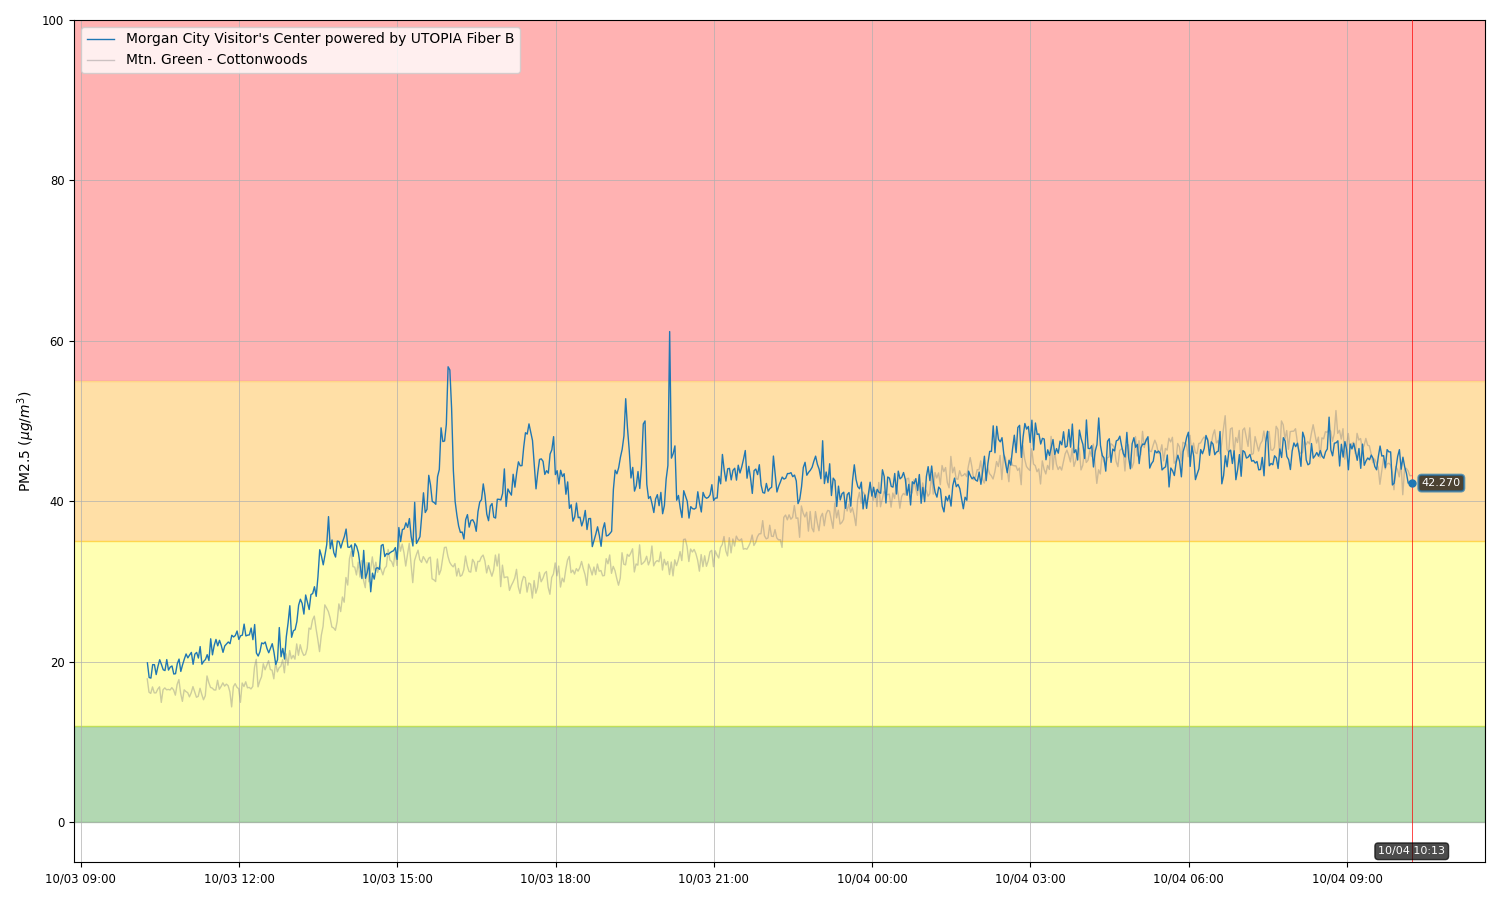 100
Morgan City Visitor's Center powered by UTOPIA Fiber B
Mtn. Green - Cottonwoods
80
60
PM2.5 (μg/m³)
42.270
40
20
0
10/04 10:13
10/03 09:00 10/03 12:00 10/03 15:00 10/03 18:00 10/03 21:00 10/04 00:00 10/04 03:00 10/04 06:00 10/04 09:00